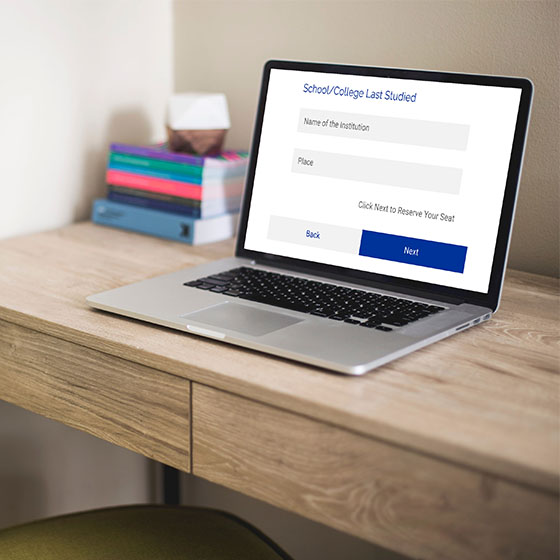 School/College Last Studied
Name of the Institution
Place
Click Next to Reserve Your Seat
Back
Next